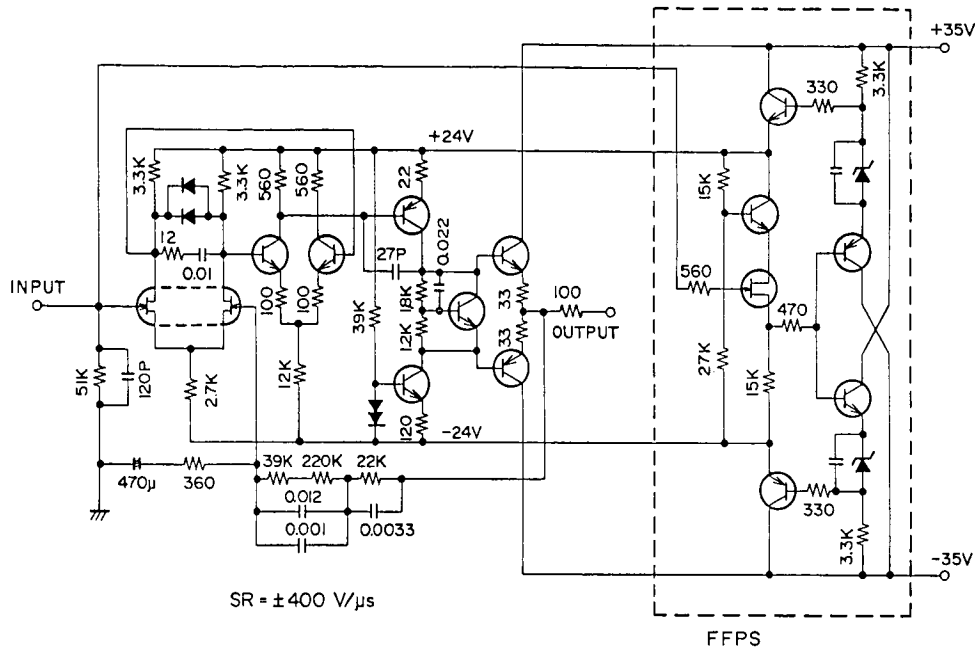 +35V
3.3K
330
+24V
3.3K
3.3K
560
560
22
15K
0.022
12
0.01
27P
INPUT
560
18K
33
100
100
100
39K
470
OUTPUT
1.2K
33
51K
120P
2.7K
12K
27K
15K
120
-24V
470µ
360
39K
220K
22K
0.012
0.001
0.0033
330
3.3K
-35V
SR = ±400 V/µs
FFPS